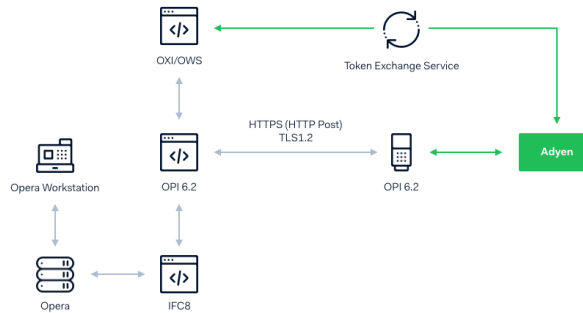 OXI/OWS
Token Exchange Service
HTTPS (HTTP Post)
TLS1.2
Opera Workstation
OPI 6.2
OPI 6.2
Adyen
Opera
IFC8